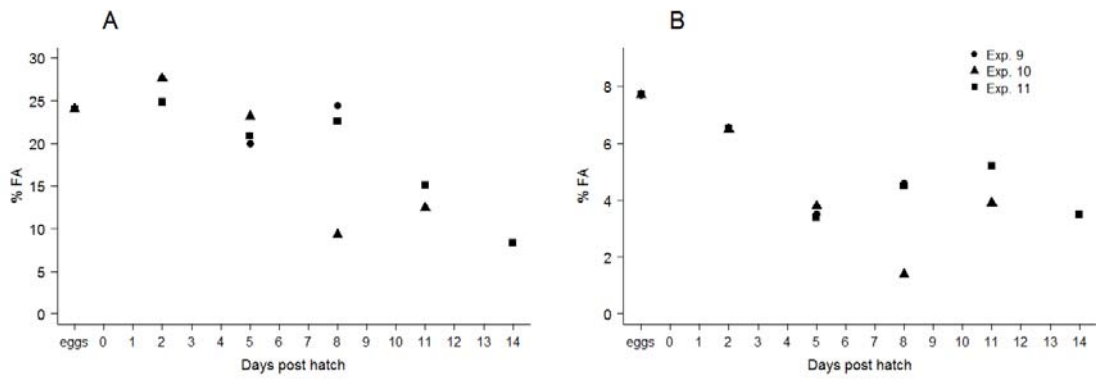 A
% FA
30
25
20
15
10
5
0
eggs 0 1 2 3 4 5 6 7 8 9 10 11 12 13 14
Days post hatch
B
Exp. 9
Exp. 10
Exp. 11
% FA
8
6
4
2
0
eggs 0 1 2 3 4 5 6 7 8 9 10 11 12 13 14
Days post hatch